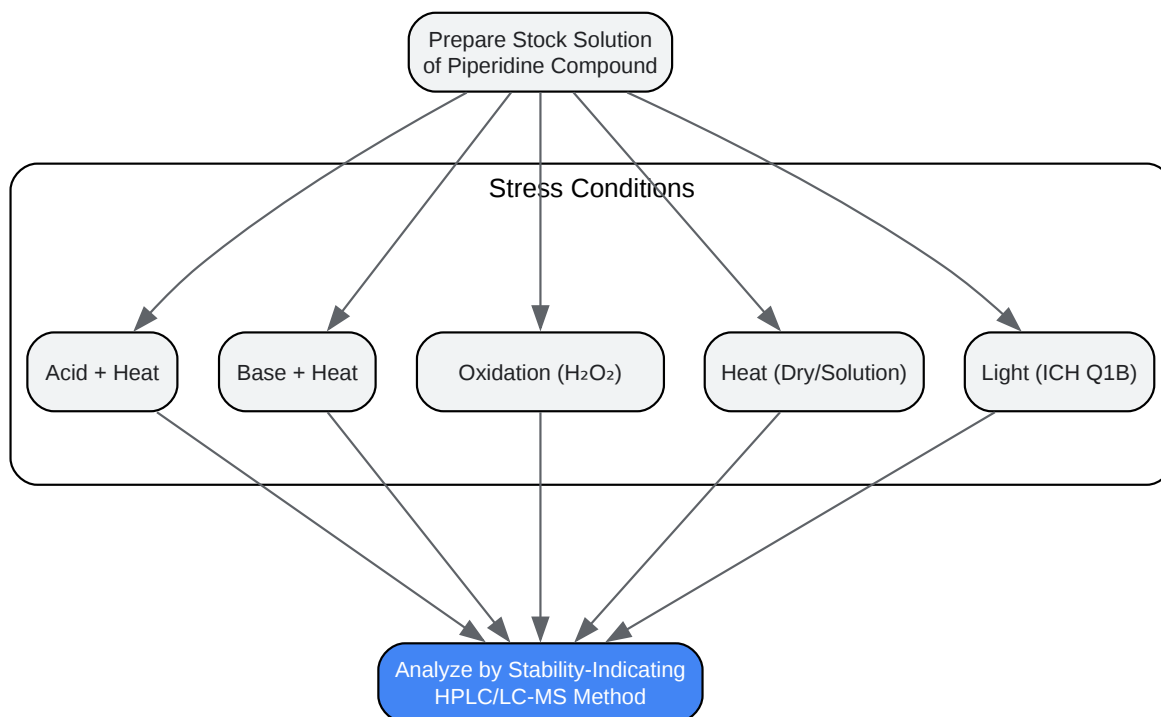 Prepare Stock Solution
of Piperidine Compound
Stress Conditions
Acid + Heat
Base + Heat
Oxidation (H₂O₂)
Heat (Dry/Solution)
Light (ICH Q1B)
Analyze by Stability-Indicating
HPLC/LC-MS Method